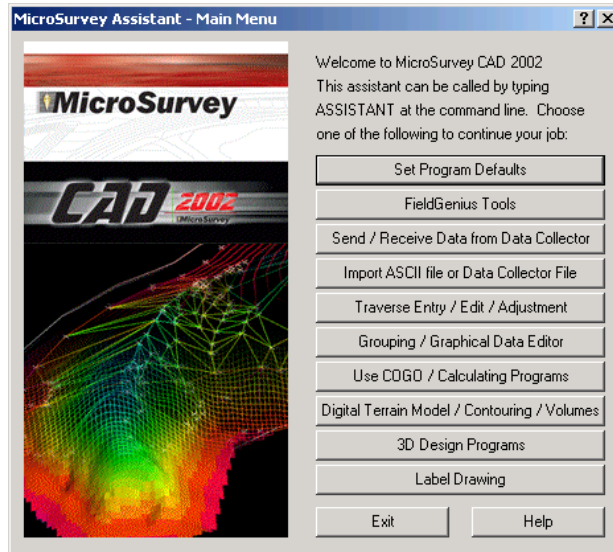 MicroSurvey Assistant - Main Menu
MicroSurvey
CAD 2002
MicroSurvey
Welcome to MicroSurvey CAD 2002
This assistant can be called by typing
ASSISTANT at the command line. Choose
one of the following to continue your job:
Set Program Defaults
FieldGenius Tools
Send / Receive Data from Data Collector
Import ASCII file or Data Collector File
Traverse Entry / Edit / Adjustment
Grouping / Graphical Data Editor
Use COGO / Calculating Programs
Digital Terrain Model / Contouring / Volumes
3D Design Programs
Label Drawing
Exit
Help